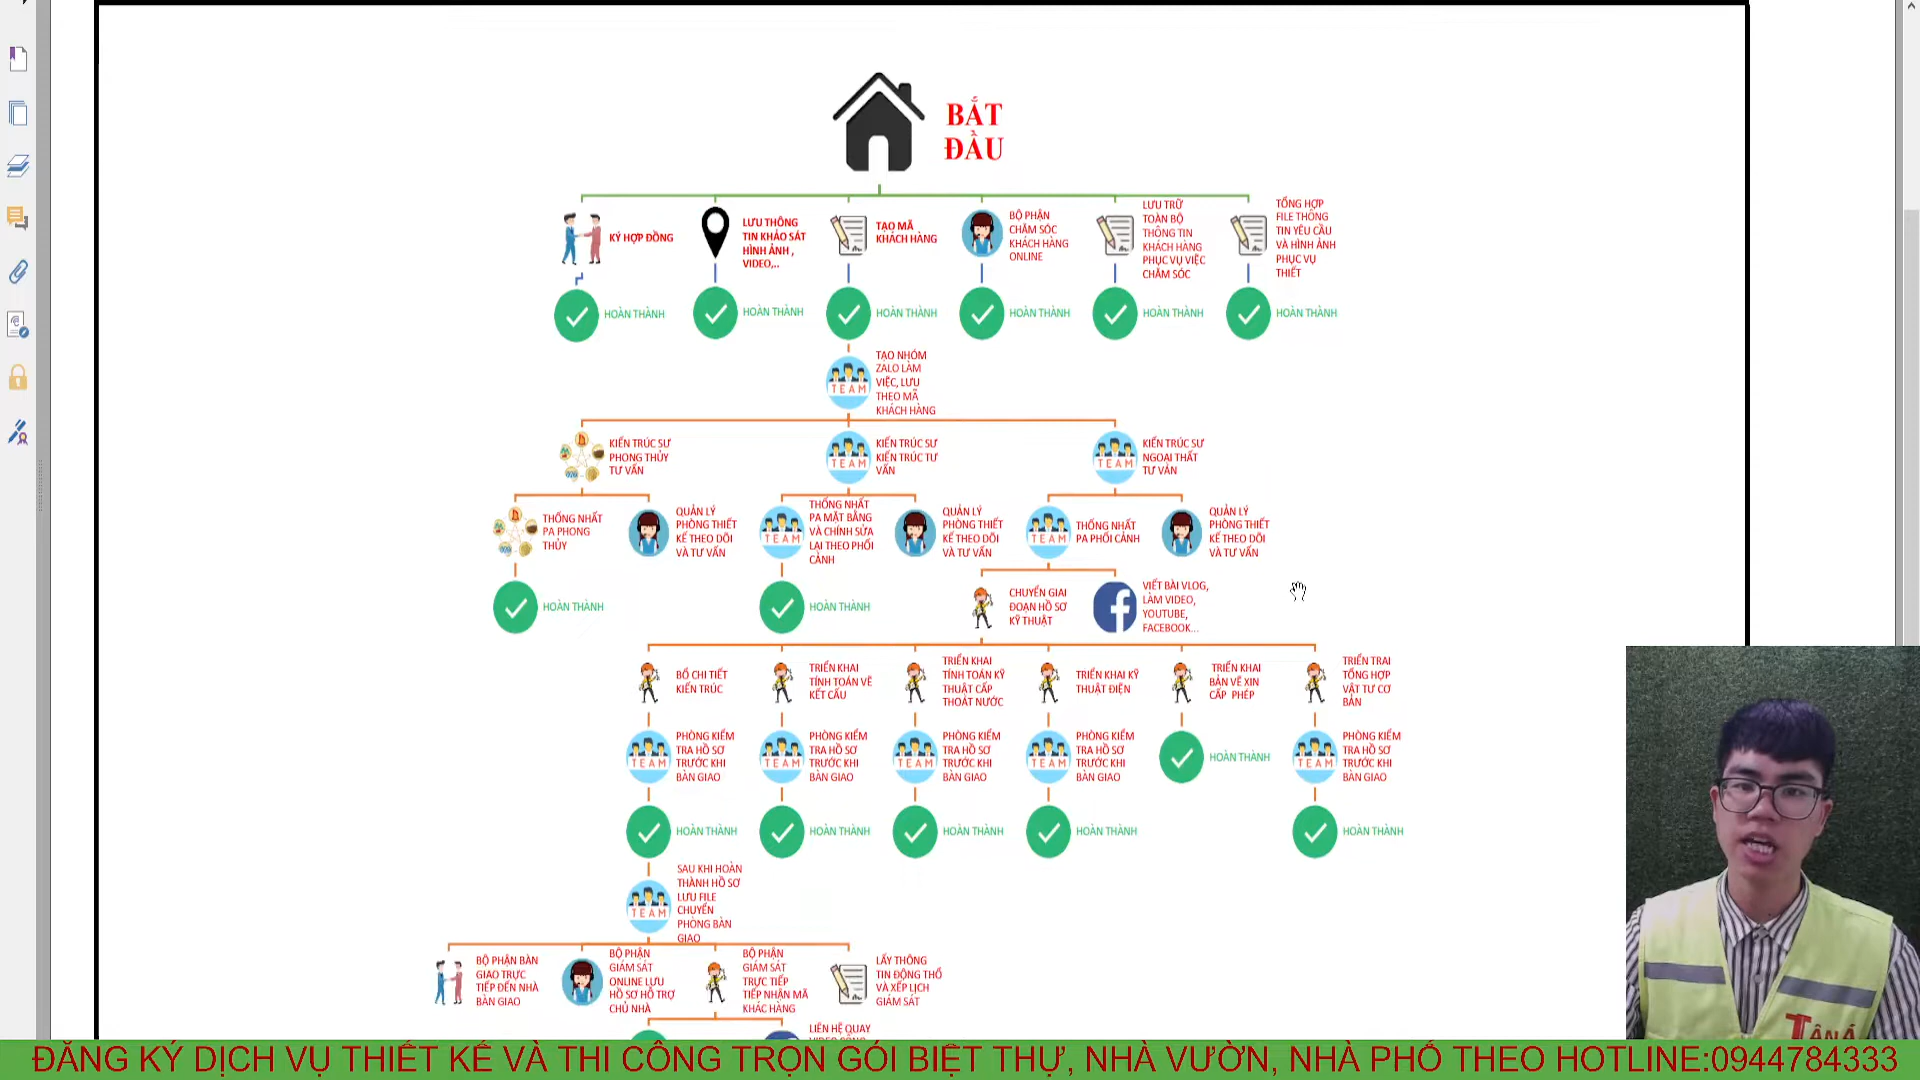 BẮT
ĐẦU
KÝ HỢP ĐỒNG
LƯU THÔNG
TIN KHẢO SÁT
HÌNH ẢNH ,
VIDEO,..
TẠO MÃ
KHÁCH HÀNG
BỘ PHẬN
CHĂM SÓC
KHÁCH HÀNG
ONLINE
LƯU TRỮ
TOÀN BỘ
THÔNG TIN
KHÁCH HÀNG
PHỤC VỤ VIỆC
CHĂM SÓC
TỔNG HỢP
FILE THÔNG
TIN YÊU CẦU
VÀ HÌNH ẢNH
PHỤC VỤ
THIẾT
HOÀN THÀNH
HOÀN THÀNH
HOÀN THÀNH
HOÀN THÀNH
HOÀN THÀNH
HOÀN THÀNH
TEAM
TẠO NHÓM
ZALO LÀM
VIỆC, LƯU
THEO MÃ
KHÁCH HÀNG
KIẾN TRÚC SƯ
PHONG THỦY
TƯ VẤN
TEAM
KIẾN TRÚC SƯ
KIẾN TRÚC TƯ
VẤN
TEAM
KIẾN TRÚC SƯ
NGOẠI THẤT
TƯ VẤN
THỐNG NHẤT
PA PHONG
THỦY
QUẢN LÝ
PHÒNG THIẾT
KẾ THEO DÕI
VÀ TƯ VẤN
TEAM
THỐNG NHẤT
PA MẶT BẰNG
VÀ CHỈNH SỬA
LẠI THEO PHỐI
CẢNH
QUẢN LÝ
PHÒNG THIẾT
KẾ THEO DÕI
VÀ TƯ VẤN
TEAM
THỐNG NHẤT
PA PHỐI CẢNH
QUẢN LÝ
PHÒNG THIẾT
KẾ THEO DÕI
VÀ TƯ VẤN
HOÀN THÀNH
HOÀN THÀNH
CHUYỂN GIAI
ĐOẠN HỒ SƠ
KỸ THUẬT
VIẾT BÀI VLOG,
LÀM VIDEO,
YOUTUBE,
FACEBOOK...
BỔ CHI TIẾT
KIẾN TRÚC
TRIỂN KHAI
TÍNH TOÁN VẼ
KẾT CẤU
TRIỂN KHAI
TÍNH TOÁN KỸ
THUẬT CẤP
THOÁT NƯỚC
TRIỂN KHAI KỸ
THUẬT ĐIỆN
TRIỂN KHAI
BẢN VẼ XIN
CẤP PHÉP
TRIỂN TRAI
TỔNG HỢP
VẬT TƯ CƠ
BẢN
TEAM
PHÒNG KIỂM
TRA HỒ SƠ
TRƯỚC KHI
BÀN GIAO
TEAM
PHÒNG KIỂM
TRA HỒ SƠ
TRƯỚC KHI
BÀN GIAO
TEAM
PHÒNG KIỂM
TRA HỒ SƠ
TRƯỚC KHI
BÀN GIAO
TEAM
PHÒNG KIỂM
TRA HỒ SƠ
TRƯỚC KHI
BÀN GIAO
HOÀN THÀNH
TEAM
PHÒNG KIỂM
TRA HỒ SƠ
TRƯỚC KHI
BÀN GIAO
HOÀN THÀNH
HOÀN THÀNH
HOÀN THÀNH
HOÀN THÀNH
HOÀN THÀNH
TEAM
SAU KHI HOÀN
THÀNH HỒ SƠ
LƯU FILE
CHUYỂN
PHÒNG BÀN
GIAO
BỘ PHẬN BÀN
GIAO TRỰC
TIẾP ĐẾN NHÀ
BÀN GIAO
BỘ PHẬN
GIÁM SÁT
ONLINE LƯU
HỒ SƠ HỖ TRỢ
CHỦ NHÀ
BỘ PHẬN
GIÁM SÁT
TRỰC TIẾP
TIẾP NHẬN MÃ
KHÁC HÀNG
LẤY THÔNG
TIN ĐỘNG THỔ
VÀ XẾP LỊCH
GIÁM SÁT
LIÊN HỆ QUAY
ĐĂNG KÝ DỊCH VỤ THIẾT KẾ VÀ THI CÔNG TRỌN GÓI BIỆT THỰ, NHÀ VƯỜN, NHÀ PHỐ THEO HOTLINE:0944784333